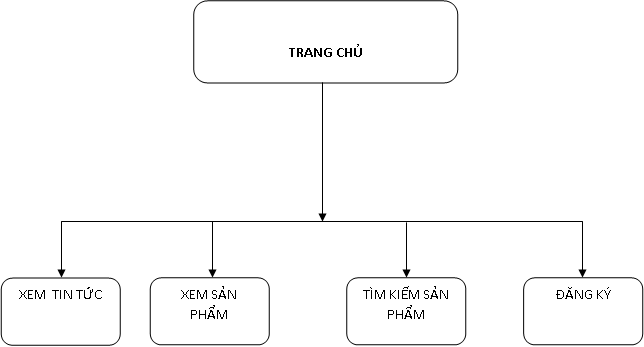 TRANG CHỦ
XEM TIN TỨC
XEM SẢN
PHẨM
TÌM KIẾM SẢN
PHẨM
ĐĂNG KÝ